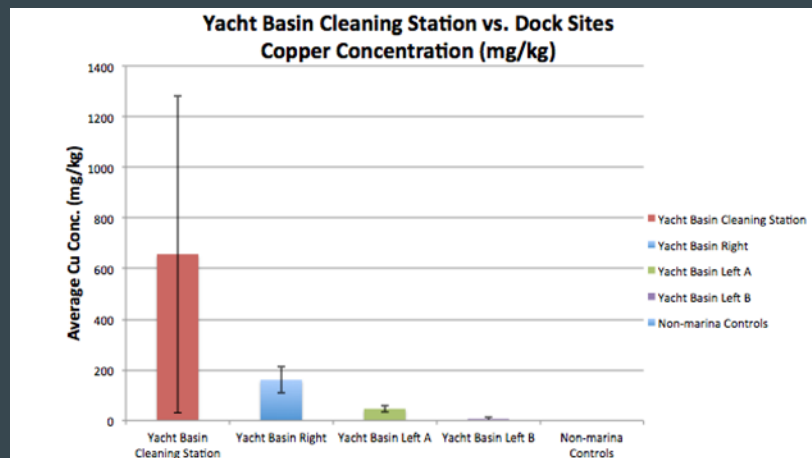 Yacht Basin Cleaning Station vs. Dock Sites
Copper Concentration (mg/kg)
1400
1200
1000
800
600
400
200
0
Average Cu Conc. (mg/kg)
Yacht Basin
Cleaning Station
Yacht Basin Right
Yacht Basin Left A
Yacht Basin Left B
Non-marina
Controls
Yacht Basin Cleaning Station
Yacht Basin Right
Yacht Basin Left A
Yacht Basin Left B
Non-marina Controls